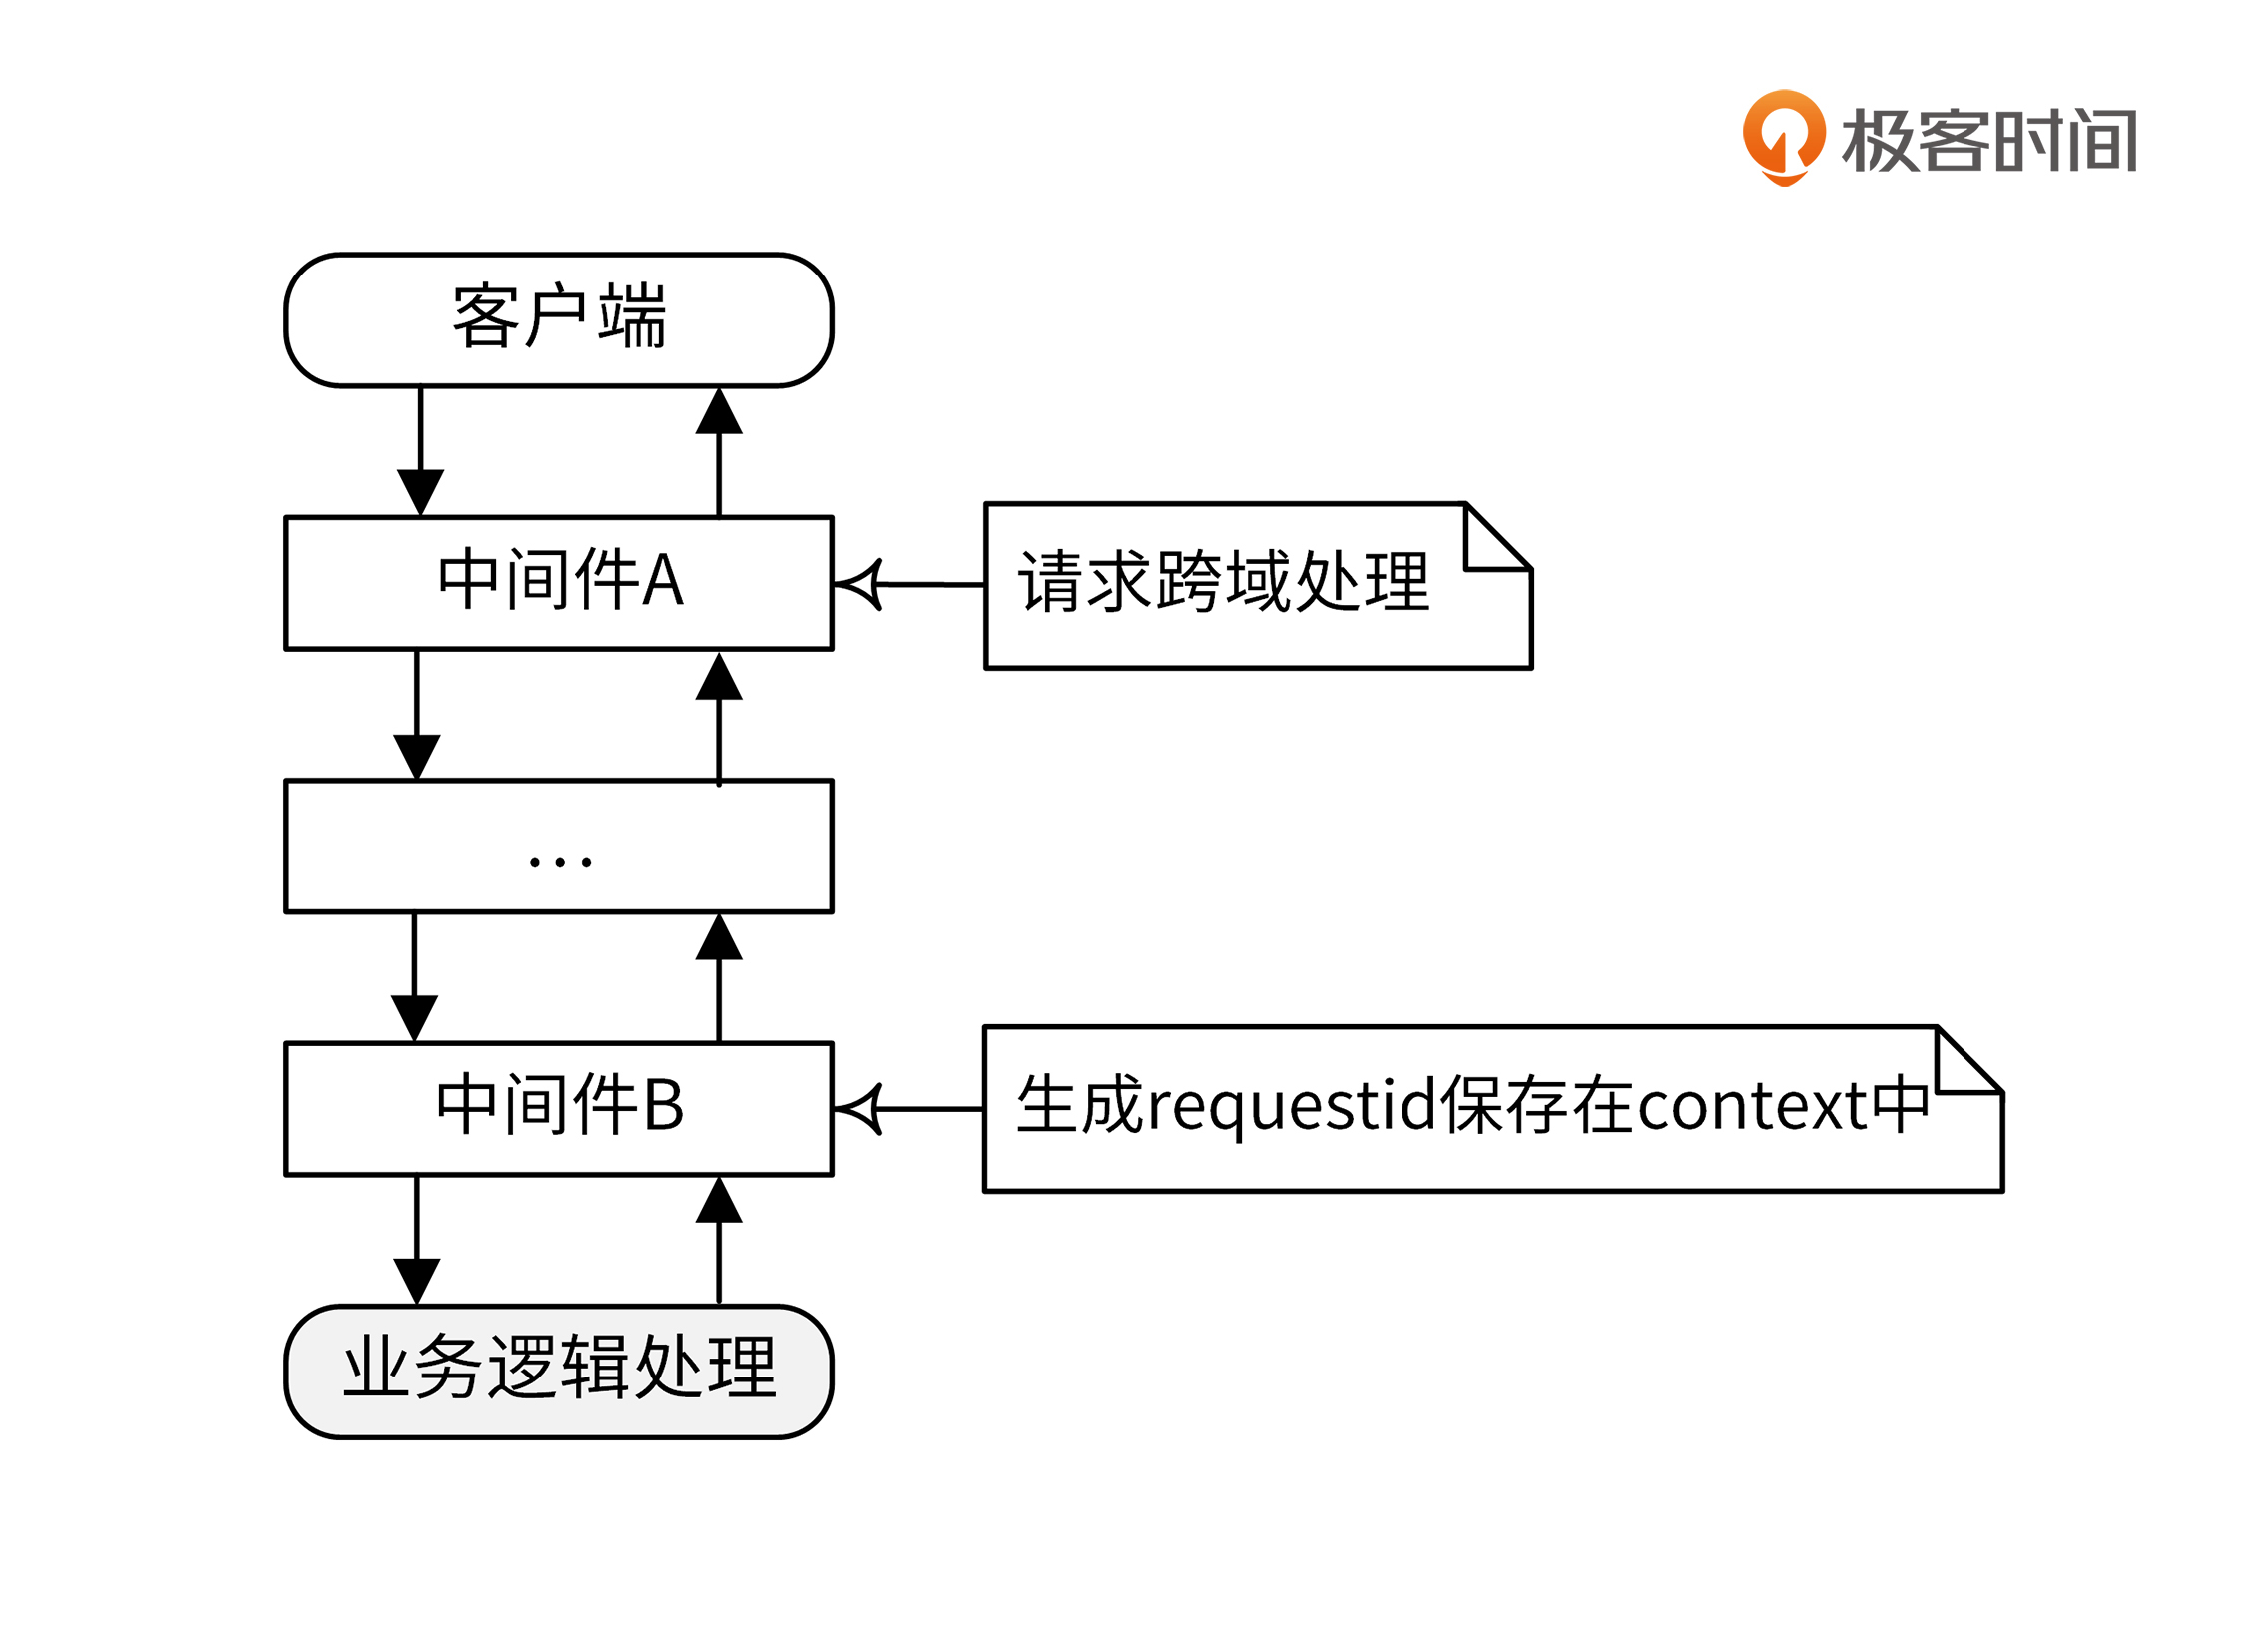 极客时间
客户端
中间件A
请求跨域处理
...
中间件B
生成requestid保存在context中
业务逻辑处理